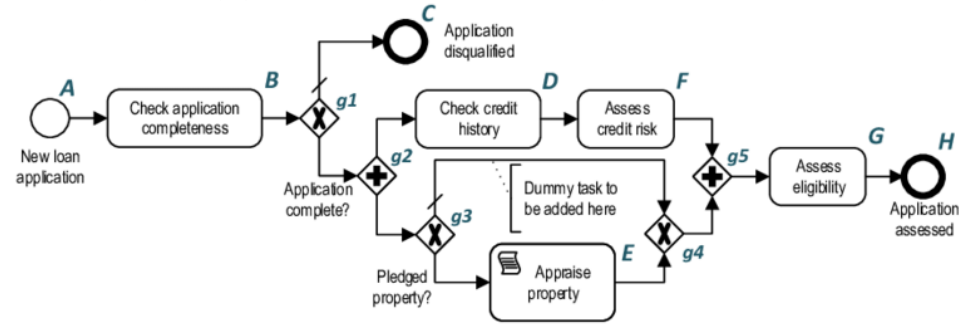 C
Application
disqualified
A
B
g1
D
F
Check application
completeness
Check credit
history
Assess
credit risk
New loan
application
g2
g5
G
H
Application
complete?
g3
Dummy task to
be added here
Assess
eligibility
Application
assessed
g4
E
Pledged
property?
Appraise
property